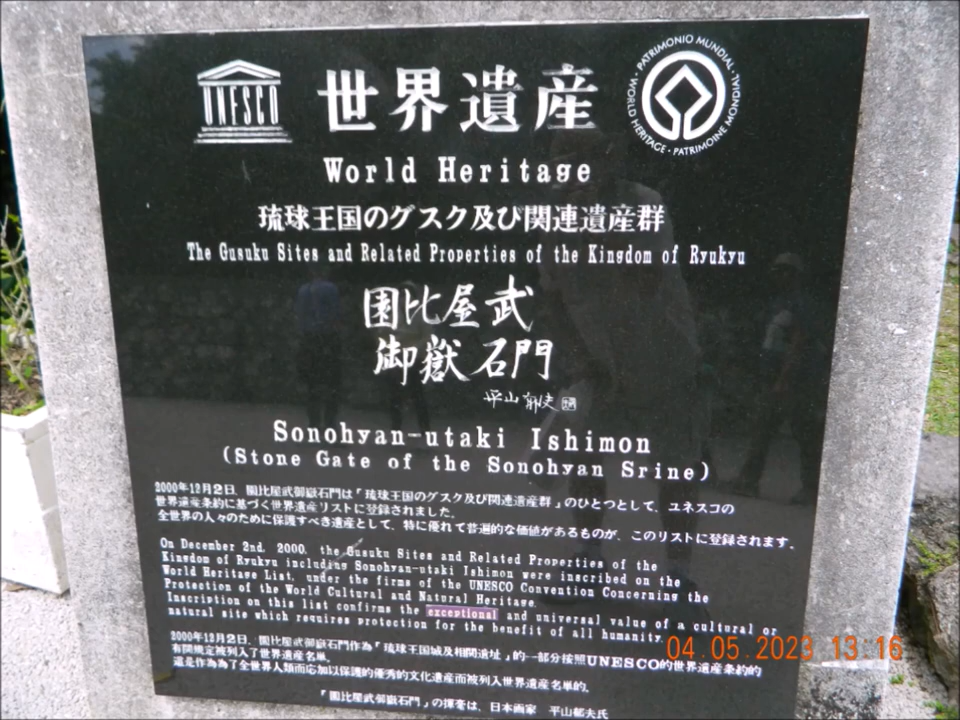 UNESCO
世界遺産
PATRIMONIO MUNDIAL · WORLD HERITAGE · PATRIMOINE MONDIAL
World Heritage
琉球王国のグスク及び関連遺産群
The Gusuku Sites and Related Properties of the Kingdom of Ryukyu
園比屋武
御嶽石門
平山郁夫
Sonohyan-utaki Ishimon
(Stone Gate of the Sonohyan Srine)
2000年12月2日、園比屋武御嶽石門は「琉球王国のグスク及び関連遺産群」のひとつとして、ユネスコの
世界遺産条約に基づく世界遺産リストに登録されました。
全世界の人々のために保護すべき遺産として、特に優れて普遍的な価値があるものが、このリストに登録されます。
On December 2nd, 2000, the Gusuku Sites and Related Properties of the
Kingdom of Ryukyu including Sonohyan-utaki Ishimon were inscribed on the
World Heritage List, under the firms of the UNESCO Convention Concerning the
Protection of the World Cultural and Natural Heritage.
Inscription on this list confirms the exceptional and universal value of a cultural or
natural site which requires protection for the benefit of all humanity.
2000年12月2日、園比屋武御嶽石門作為「琉球王国城及相関遺址」的一部分按照UNESCO的世界遺産条約的
有関規定被列入了世界遺産名単。
這是作為為了全世界人類而応加以保護的優秀的文化遺産而被列入世界遺産名単的。
「園比屋武御嶽石門」の揮毫は、日本画家 平山郁夫氏
04.05.2023 13:16